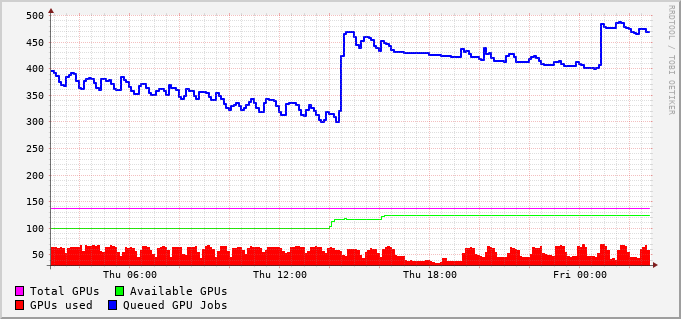 500
450
400
350
300
250
200
150
100
50
Thu 06:00 Thu 12:00 Thu 18:00 Fri 00:00
Total GPUs Available GPUs
GPUs used Queued GPU Jobs
RRDTOOL / TOBI OETIKER